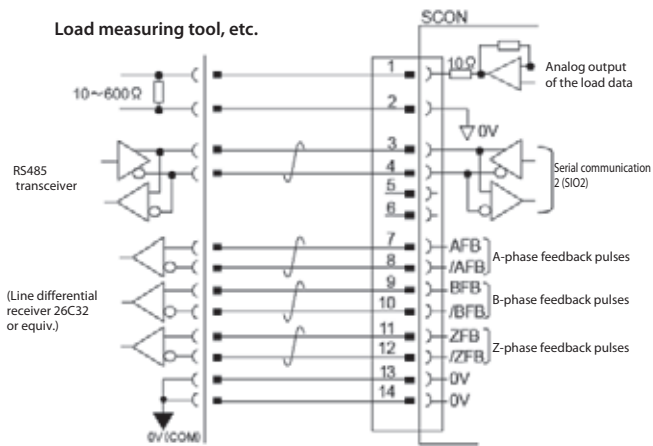 SCON
Load measuring tool, etc.
1
10Ω
Analog output
of the load data
10~600Ω
2
0V
3
RS485
transceiver
4
Serial communication
2 (SIO2)
5
6
7
AFB
A-phase feedback pulses
8
/AFB
(Line differential
receiver 26C32
or equiv.)
9
BFB
B-phase feedback pulses
10
/BFB
11
ZFB
Z-phase feedback pulses
12
/ZFB
13
0V
14
0V
0V(COM)